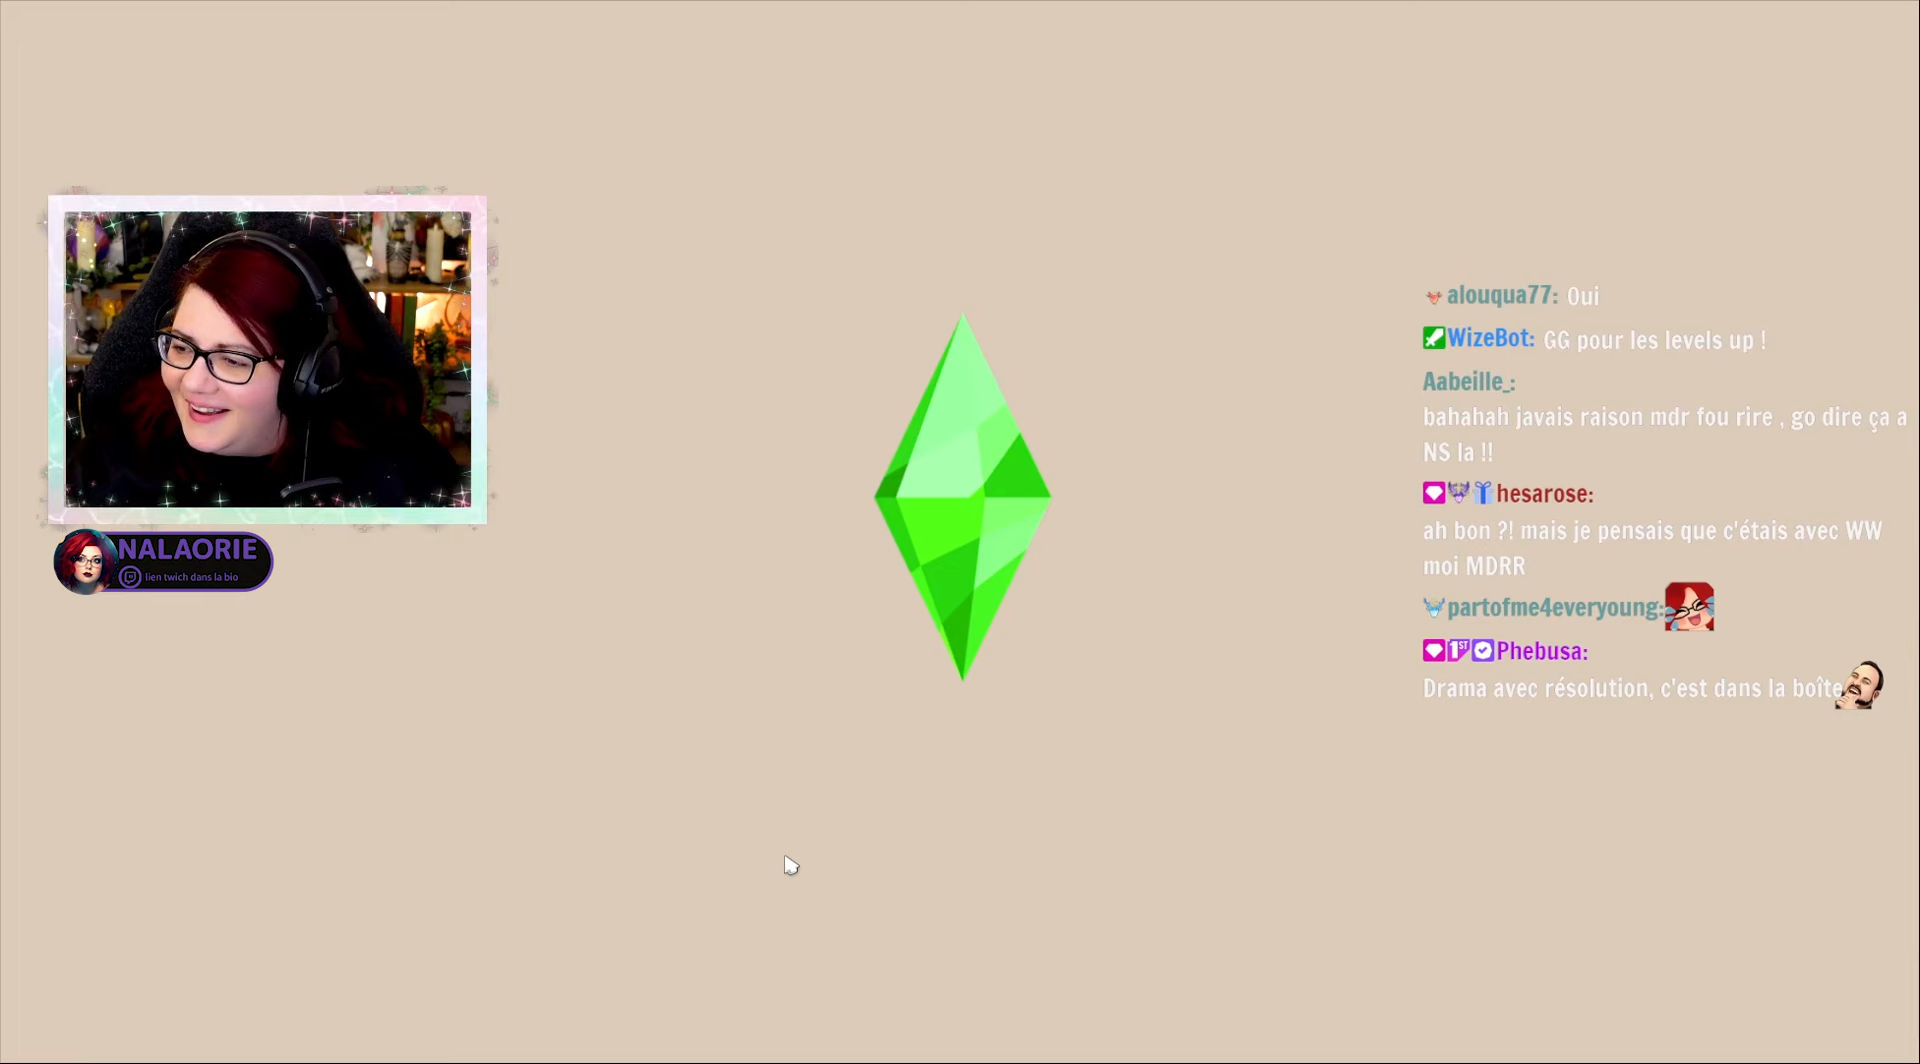 NALAORIE
lien twich dans la bio
alouqua77: Oui
WizeBot: GG pour les levels up !
Aabeille_:
bahahah javais raison mdr fou rire , go dire ça a
NS la !!
hesarose:
ah bon ?! mais je pensais que c'étais avec WW
moi MDRR
partofme4everyoung:
1ST Phebusa:
Drama avec résolution, c'est dans la boîte